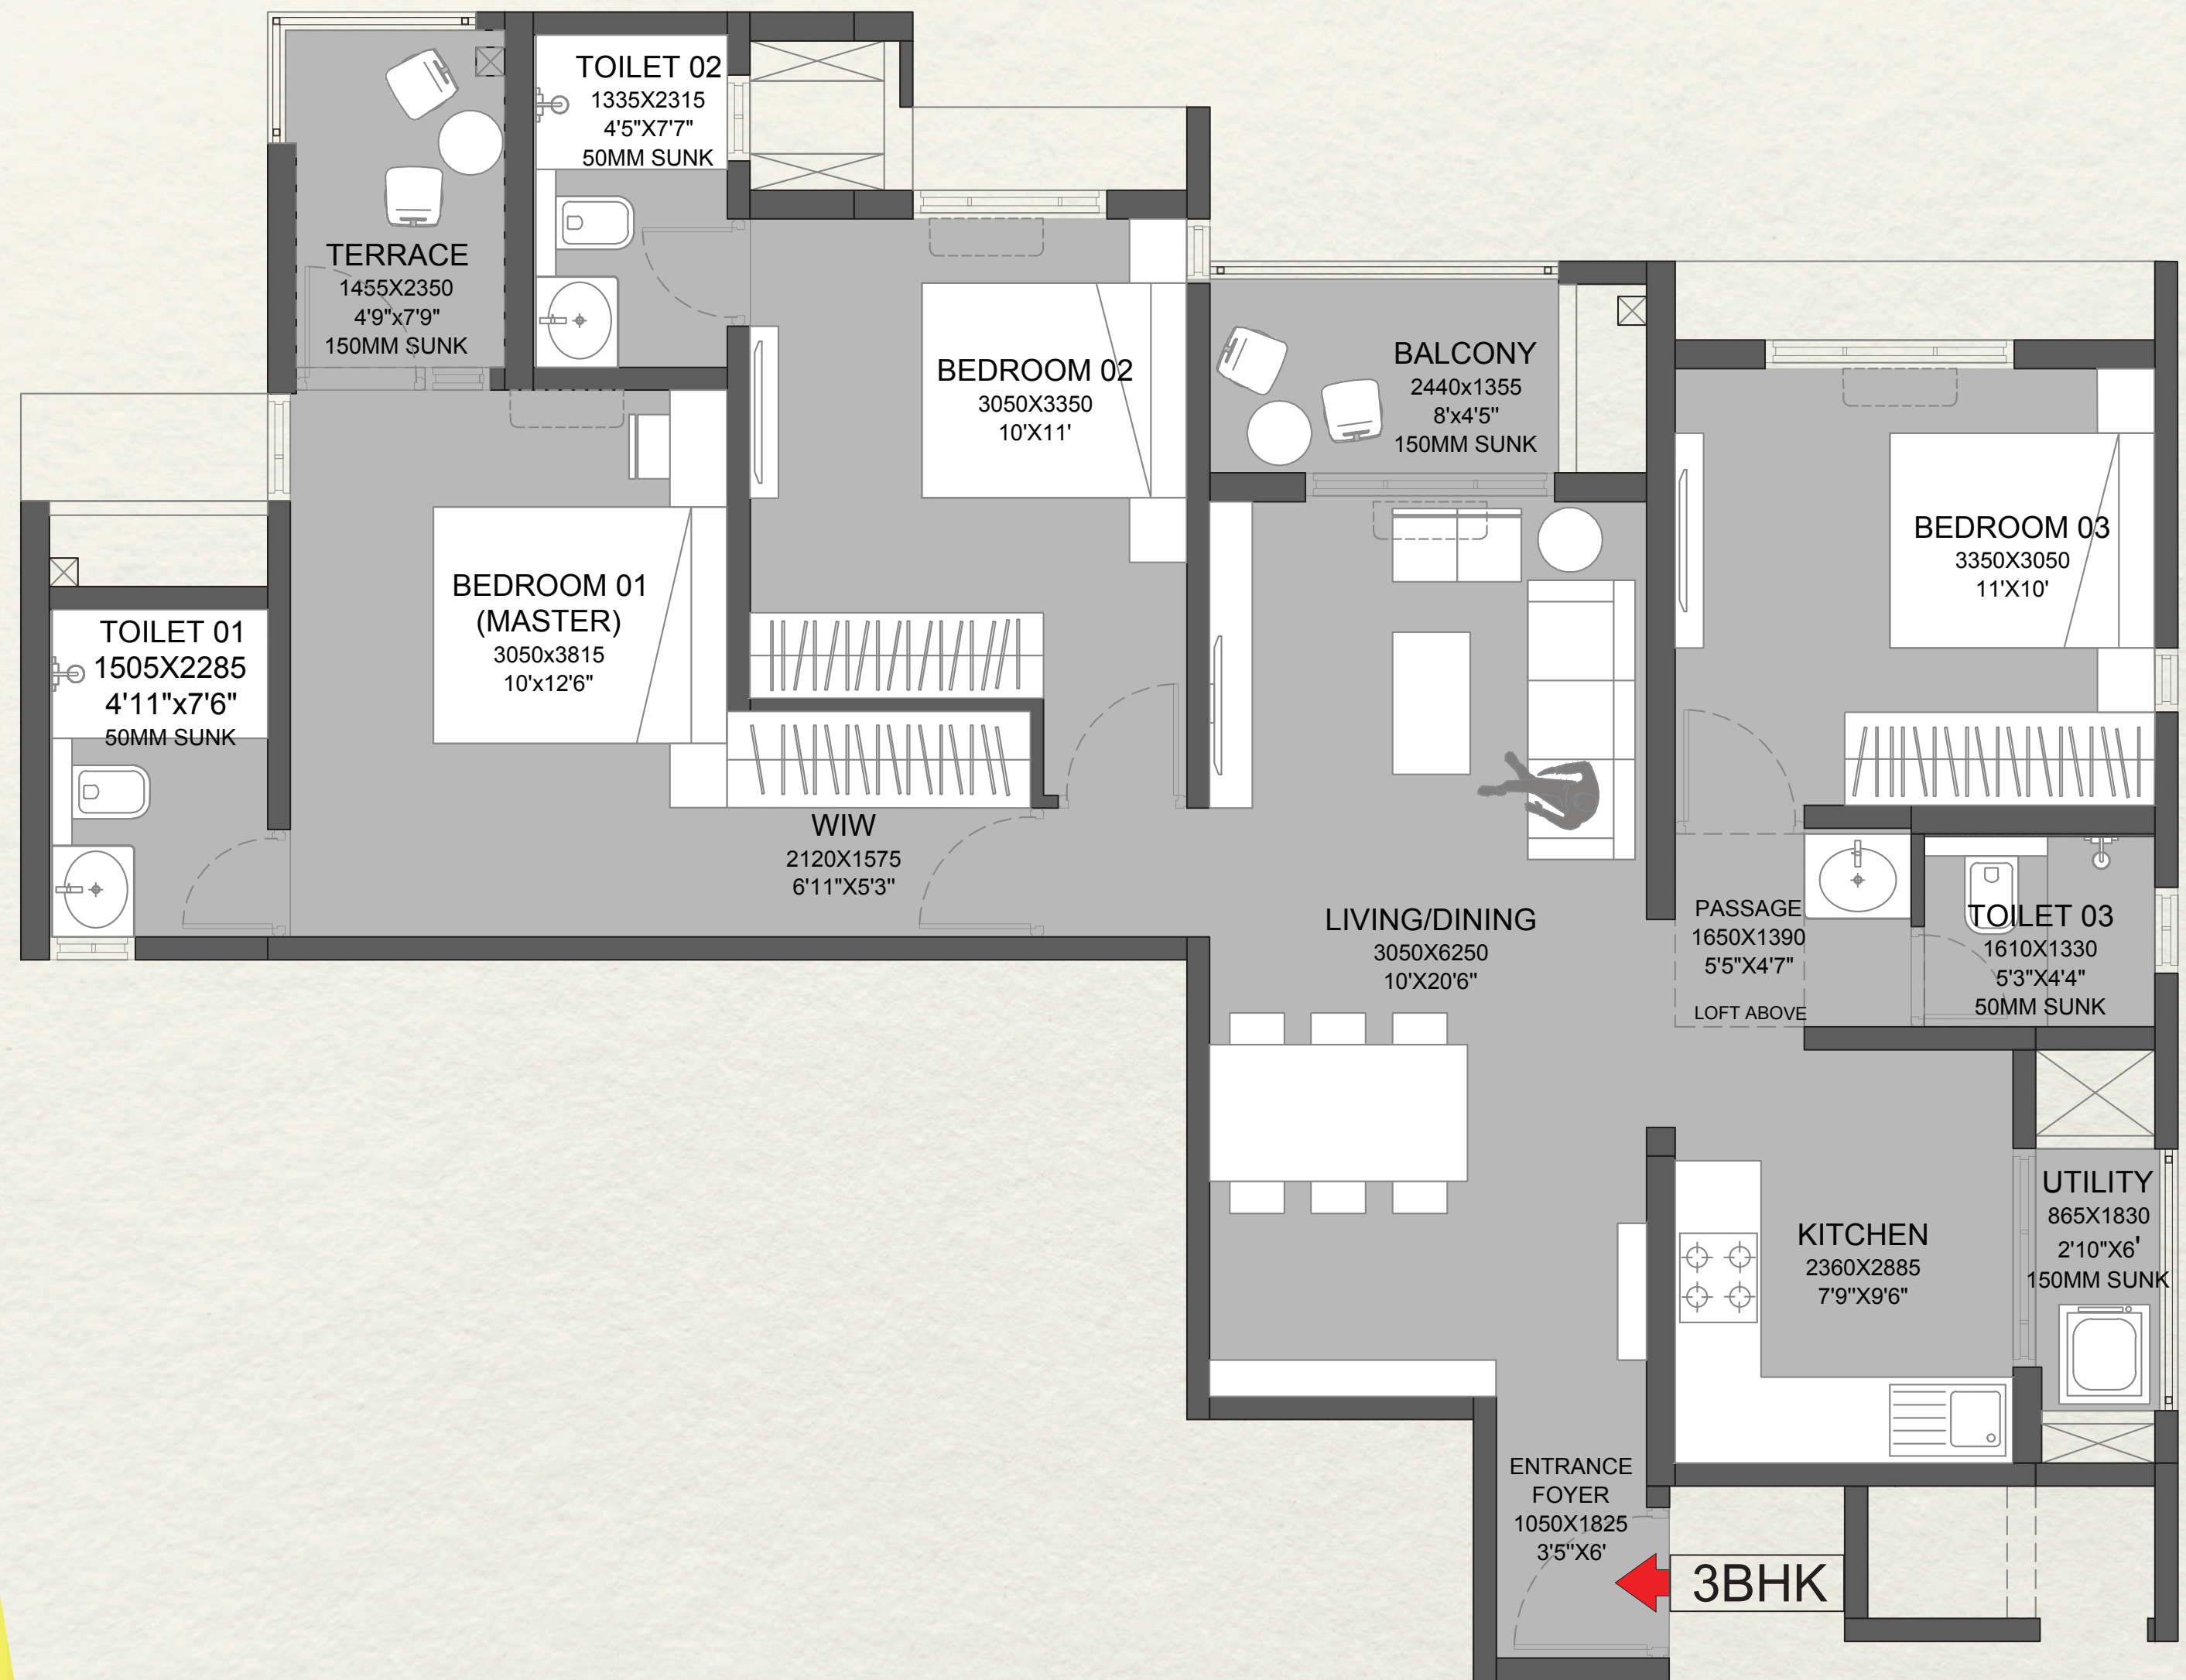 TOILET 02
1335X2315
4'5"X7'7"
50MM SUNK
TERRACE
1455X2350
4'9"x7'9"
150MM SUNK
BEDROOM 02
3050X3350
10'X11'
BALCONY
2440x1355
8'x4'5"
150MM SUNK
BEDROOM 03
3350X3050
11'X10'
BEDROOM 01
(MASTER)
3050x3815
10'x12'6"
TOILET 01
1505X2285
4'11"x7'6"
50MM SUNK
WIW
2120X1575
6'11"X5'3"
LIVING/DINING
3050X6250
10'X20'6"
PASSAGE
1650X1390
5'5"X4'7"
LOFT ABOVE
TOILET 03
1610X1330
5'3"X4'4"
50MM SUNK
UTILITY
865X1830
2'10"X6'
150MM SUNK
KITCHEN
2360X2885
7'9"X9'6"
ENTRANCE
FOYER
1050X1825
3'5"X6'
3BHK